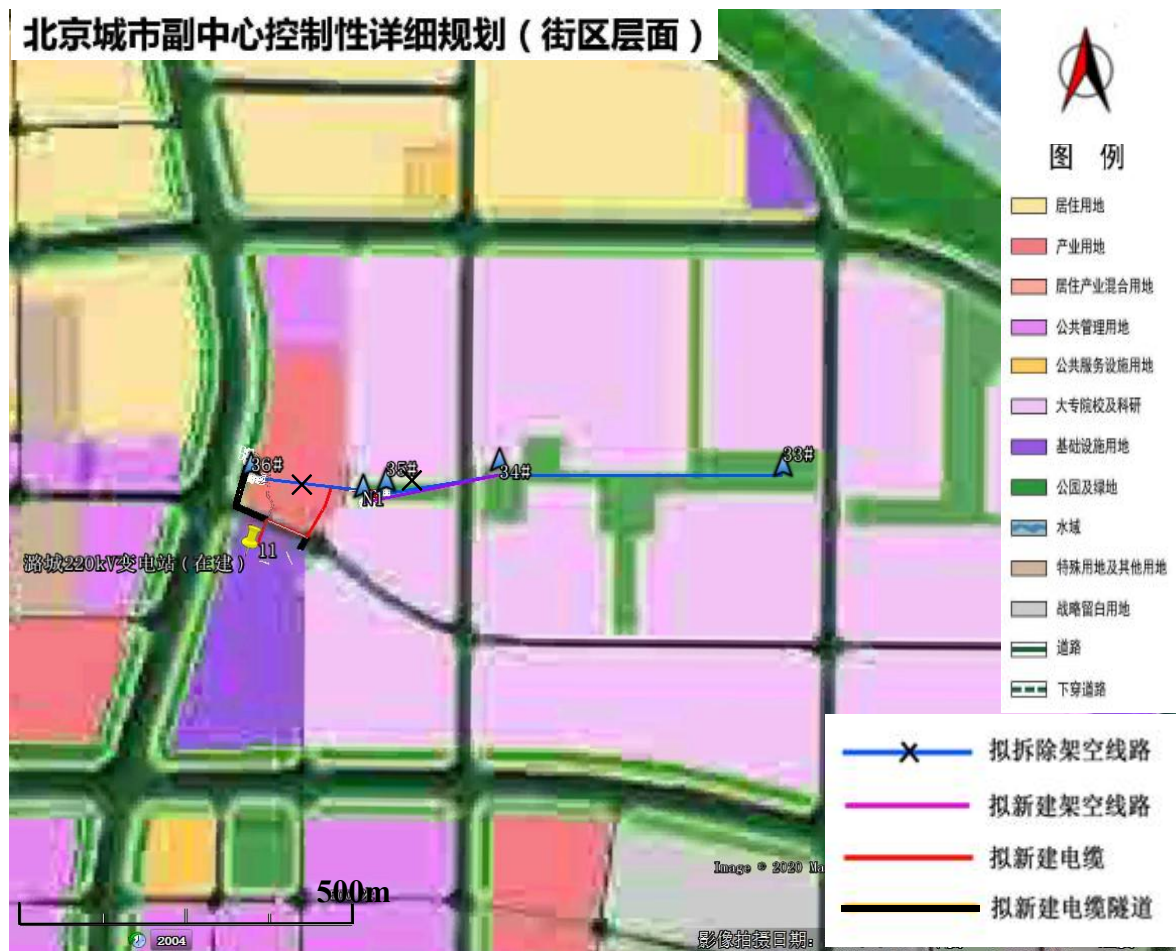 北京城市副中心控制性详细规划（街区层面）
图 例
居住用地
产业用地
居住产业混合用地
公共管理用地
公共服务设施用地
大专院校及科研
基础设施用地
公园及绿地
水域
特殊用地及其他用地
战略留白用地
道路
下穿道路
36#
35#
N1
34#
33#
11
潞城220kV变电站（在建）
拟拆除架空线路
拟新建架空线路
拟新建电缆
拟新建电缆隧道
Image © 2020 Ma
500m
2004
影像拍摄日期：